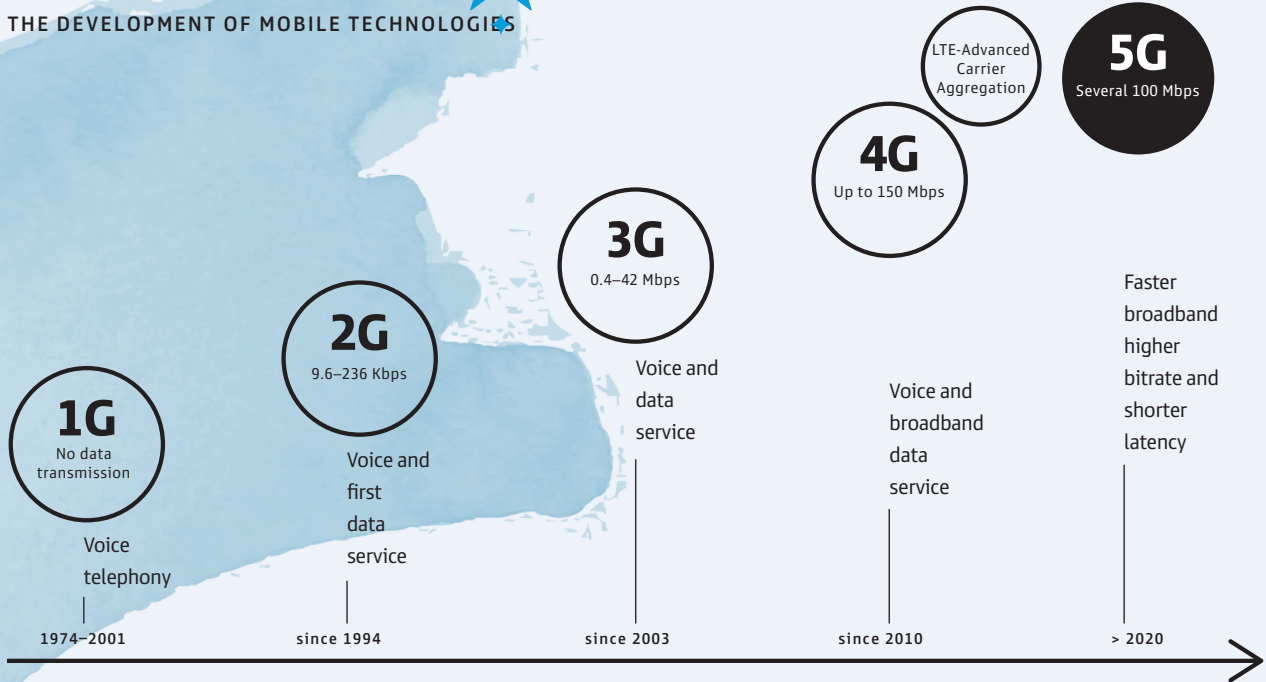 THE DEVELOPMENT OF MOBILE TECHNOLOGIES
1G
No data
transmission
Voice
telephony
1974–2001
2G
9.6–236 Kbps
Voice and
first
data
service
since 1994
3G
0.4–42 Mbps
Voice and
data
service
since 2003
4G
Up to 150 Mbps
Voice and
broadband
data
service
since 2010
LTE-Advanced
Carrier
Aggregation
5G
Several 100 Mbps
Faster
broadband
higher
bitrate and
shorter
latency
> 2020